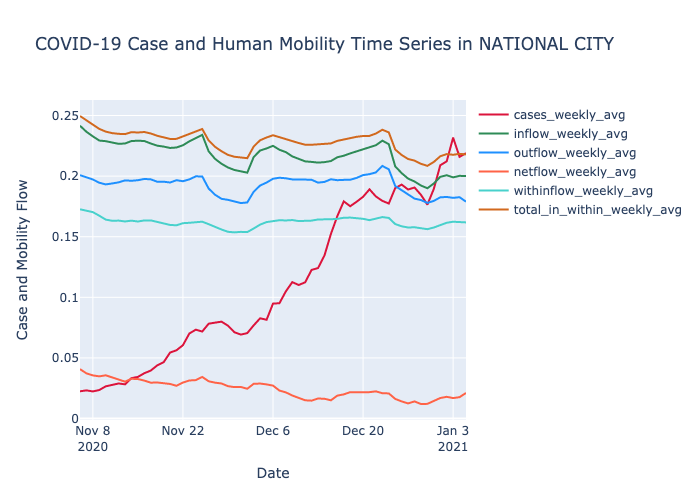 COVID-19 Case and Human Mobility Time Series in NATIONAL CITY
cases_weekly_avg
inflow_weekly_avg
outflow_weekly_avg
netflow_weekly_avg
withinflow_weekly_avg
total_in_within_weekly_avg
Case and Mobility Flow
0.25
0.2
0.15
0.1
0.05
0
Nov 8
2020
Nov 22
Dec 6
Dec 20
Jan 3
2021
Date